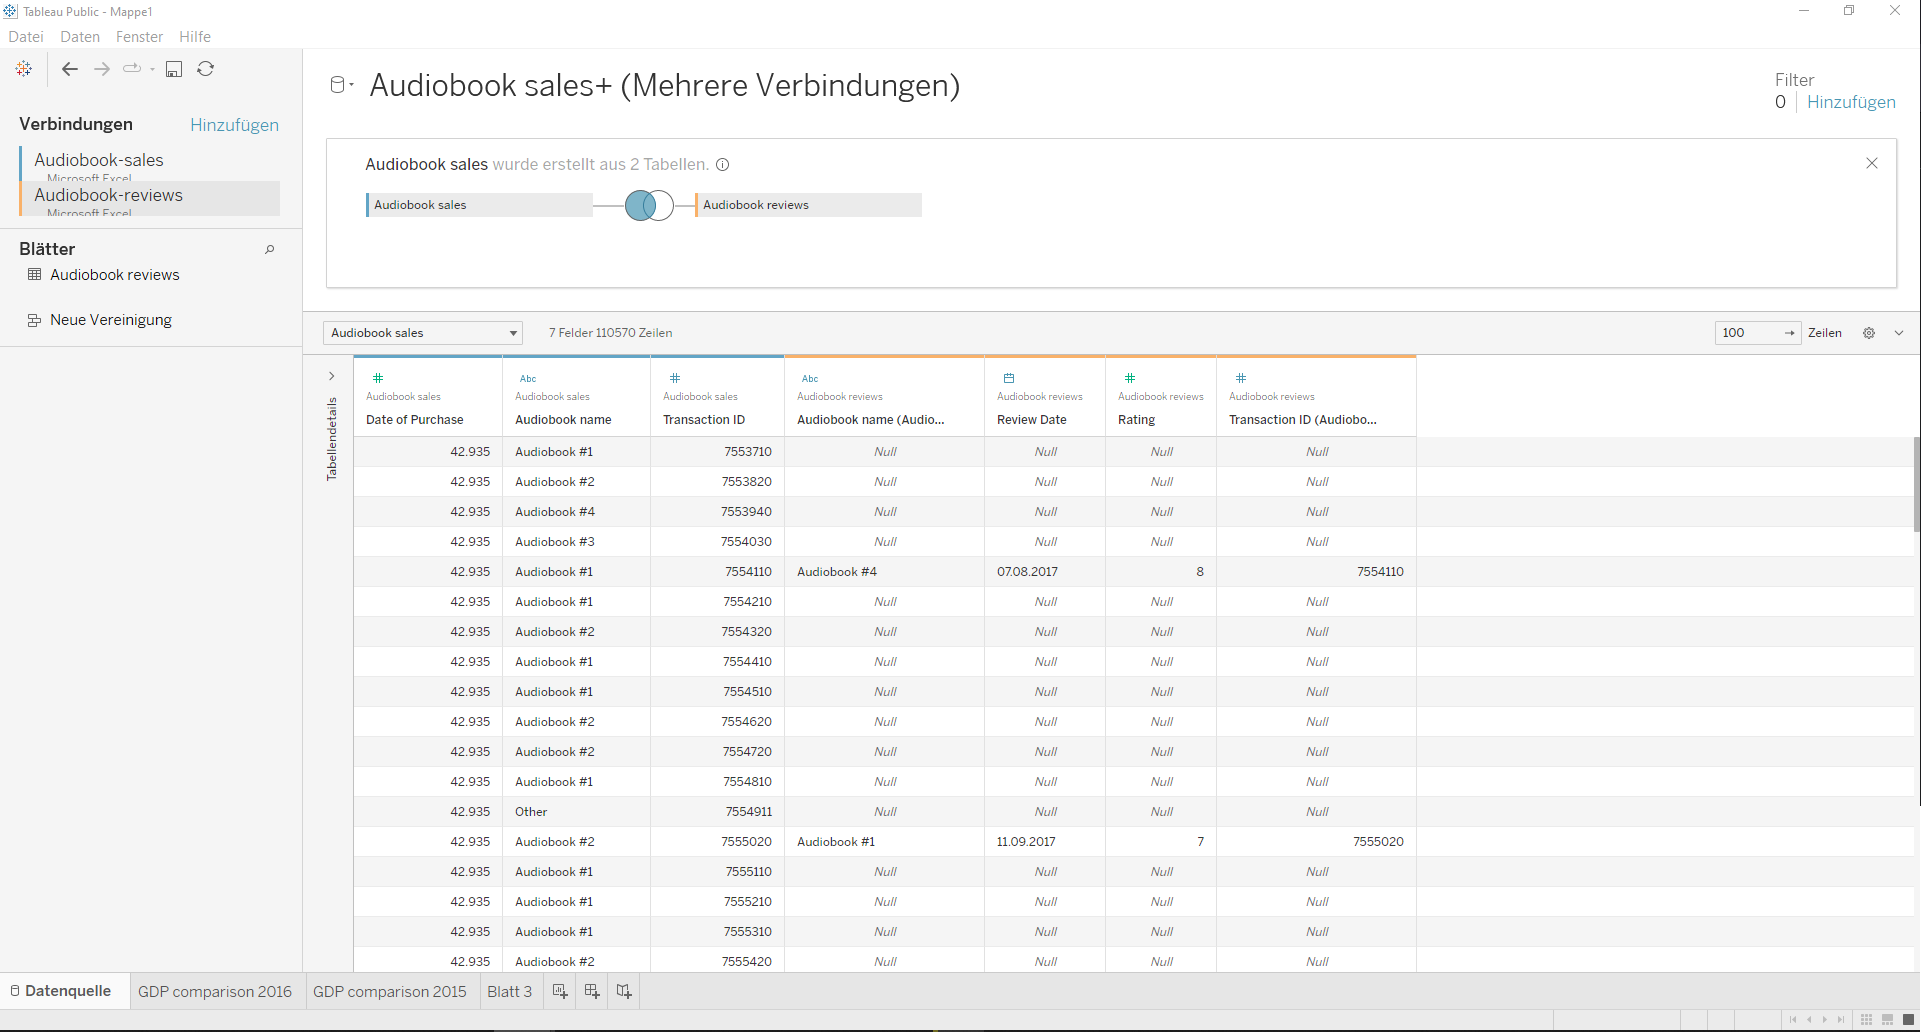 Tableau Public - Mappe1
Datei Daten Fenster Hilfe
Verbindungen Hinzufügen
Audiobook-sales
Microsoft Excel
Audiobook-reviews
Microsoft Excel
Blätter
Audiobook reviews
Neue Vereinigung
Audiobook sales+ (Mehrere Verbindungen)
Filter
0 Hinzufügen
Audiobook sales wurde erstellt aus 2 Tabellen.
Audiobook sales Audiobook reviews
Audiobook sales 7 Felder 110570 Zeilen 100 Zeilen
Tabellendetails
# Abc # Abc # #
Audiobook sales Audiobook sales Audiobook sales Audiobook reviews Audiobook reviews Audiobook reviews Audiobook reviews
Date of Purchase Audiobook name Transaction ID Audiobook name (Audio... Review Date Rating Transaction ID (Audiobo...
42.935 Audiobook #1 7553710 Null Null Null Null
42.935 Audiobook #2 7553820 Null Null Null Null
42.935 Audiobook #4 7553940 Null Null Null Null
42.935 Audiobook #3 7554030 Null Null Null Null
42.935 Audiobook #1 7554110 Audiobook #4 07.08.2017 8 7554110
42.935 Audiobook #1 7554210 Null Null Null Null
42.935 Audiobook #2 7554320 Null Null Null Null
42.935 Audiobook #1 7554410 Null Null Null Null
42.935 Audiobook #1 7554510 Null Null Null Null
42.935 Audiobook #2 7554620 Null Null Null Null
42.935 Audiobook #2 7554720 Null Null Null Null
42.935 Audiobook #1 7554810 Null Null Null Null
42.935 Other 7554911 Null Null Null Null
42.935 Audiobook #2 7555020 Audiobook #1 11.09.2017 7 7555020
42.935 Audiobook #1 7555110 Null Null Null Null
42.935 Audiobook #1 7555210 Null Null Null Null
42.935 Audiobook #1 7555310 Null Null Null Null
42.935 Audiobook #2 7555420 Null Null Null Null
Datenquelle GDP comparison 2016 GDP comparison 2015 Blatt 3